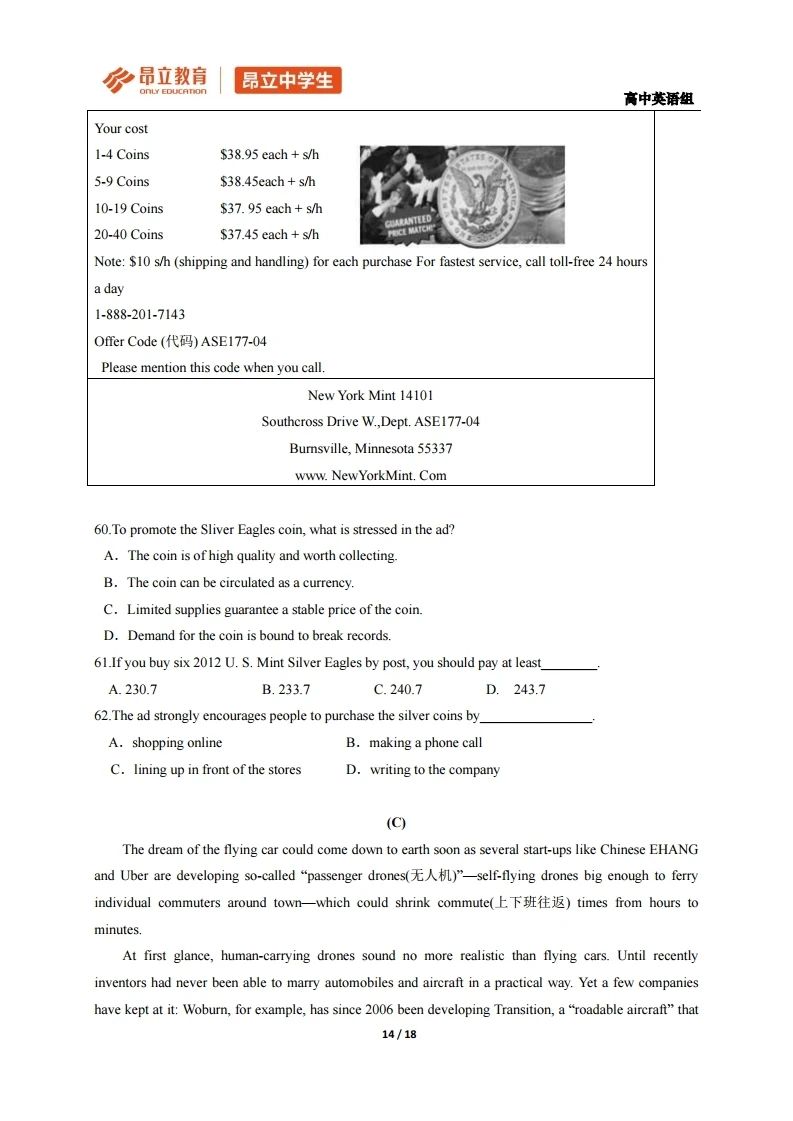 昂立教育
ONLY EDUCATION
昂立中学生
高中英语组
Your cost
1-4 Coins $38.95 each + s/h
5-9 Coins $38.45each + s/h
10-19 Coins $37. 95 each + s/h
20-40 Coins $37.45 each + s/h
GUARANTEED
PRICE MATCH!
Note: $10 s/h (shipping and handling) for each purchase For fastest service, call toll-free 24 hours
a day
1-888-201-7143
Offer Code (代码) ASE177-04
Please mention this code when you call.
New York Mint 14101
Southcross Drive W.,Dept. ASE177-04
Burnsville, Minnesota 55337
www. NewYorkMint. Com
60.To promote the Sliver Eagles coin, what is stressed in the ad?
A．The coin is of high quality and worth collecting.
B．The coin can be circulated as a currency.
C．Limited supplies guarantee a stable price of the coin.
D．Demand for the coin is bound to break records.
61.If you buy six 2012 U. S. Mint Silver Eagles by post, you should pay at least________.
A. 230.7 B. 233.7 C. 240.7 D. 243.7
62.The ad strongly encourages people to purchase the silver coins by________________.
A．shopping online B．making a phone call
C．lining up in front of the stores D．writing to the company
(C)
The dream of the flying car could come down to earth soon as several start-ups like Chinese EHANG
and Uber are developing so-called “passenger drones(无人机)”—self-flying drones big enough to ferry
individual commuters around town—which could shrink commute(上下班往返) times from hours to
minutes.
At first glance, human-carrying drones sound no more realistic than flying cars. Until recently
inventors had never been able to marry automobiles and aircraft in a practical way. Yet a few companies
have kept at it: Woburn, for example, has since 2006 been developing Transition, a “roadable aircraft” that
14 / 18